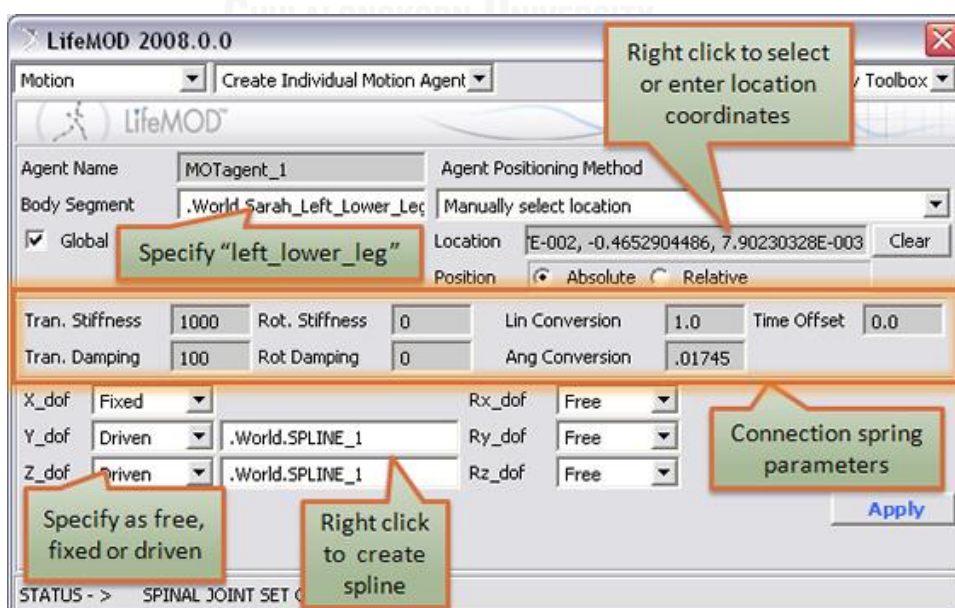 CHULALONGKORN UNIVERSITY
LifeMOD 2008.0.0
Motion Create Individual Motion Agent Toolbox
Right click to select
or enter location
coordinates
LifeMOD™
Agent Name MOTagent_1 Agent Positioning Method
Body Segment .World.Sarah_Left_Lower_Leg Manually select location
Global Location 'E-002, -0.4652904486, 7.90230328E-003 Clear
Specify “left_lower_leg”
Position Absolute Relative
Tran. Stiffness 1000 Rot. Stiffness 0 Lin Conversion 1.0 Time Offset 0.0
Tran. Damping 100 Rot Damping 0 Ang Conversion .01745
X_dof Fixed Rx_dof Free
Y_dof Driven .World.SPLINE_1 Ry_dof Free
Z_dof Driven .World.SPLINE_1 Rz_dof Free
Connection spring
parameters
Apply
Specify as free,
fixed or driven
Right click
to create
spline
STATUS - > SPINAL JOINT SET